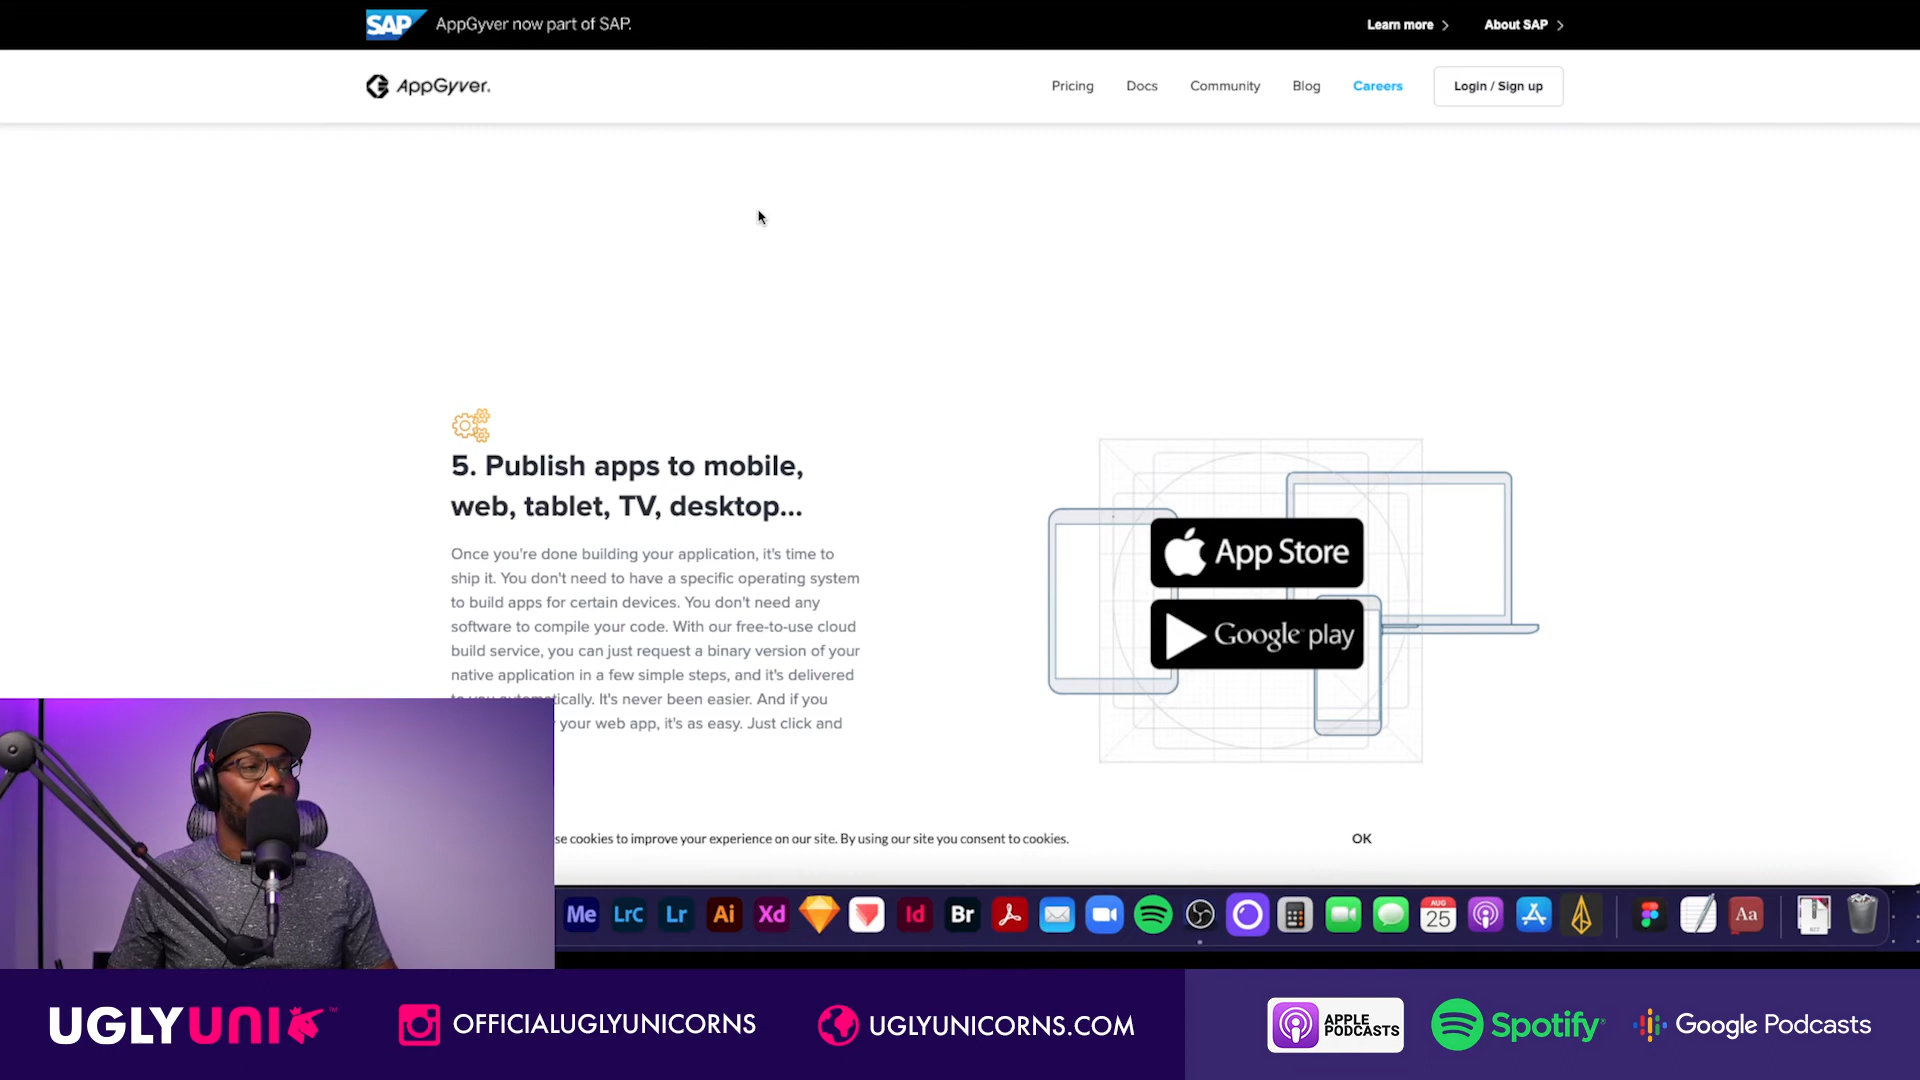 SAP AppGyver now part of SAP.
Learn more
About SAP
AppGyver.
Pricing
Docs
Community
Blog
Careers
Login / Sign up
5. Publish apps to mobile,
web, tablet, TV, desktop...
Once you're done building your application, it's time to
ship it. You don't need to have a specific operating system
to build apps for certain devices. You don't need any
software to compile your code. With our free-to-use cloud
build service, you can just request a binary version of your
native application in a few simple steps, and it's delivered
to you automatically. It's never been easier. And if you
your web app, it's as easy. Just click and
App Store
Google play
se cookies to improve your experience on our site. By using our site you consent to cookies.
OK
Me
LrC
Lr
Ai
Xd
Id
Br
AUG
25
Aa
UGLYUNI™
OFFICIALUGLYUNICORNS
UGLYUNICORNS.COM
APPLE
PODCASTS
Spotify
Google Podcasts